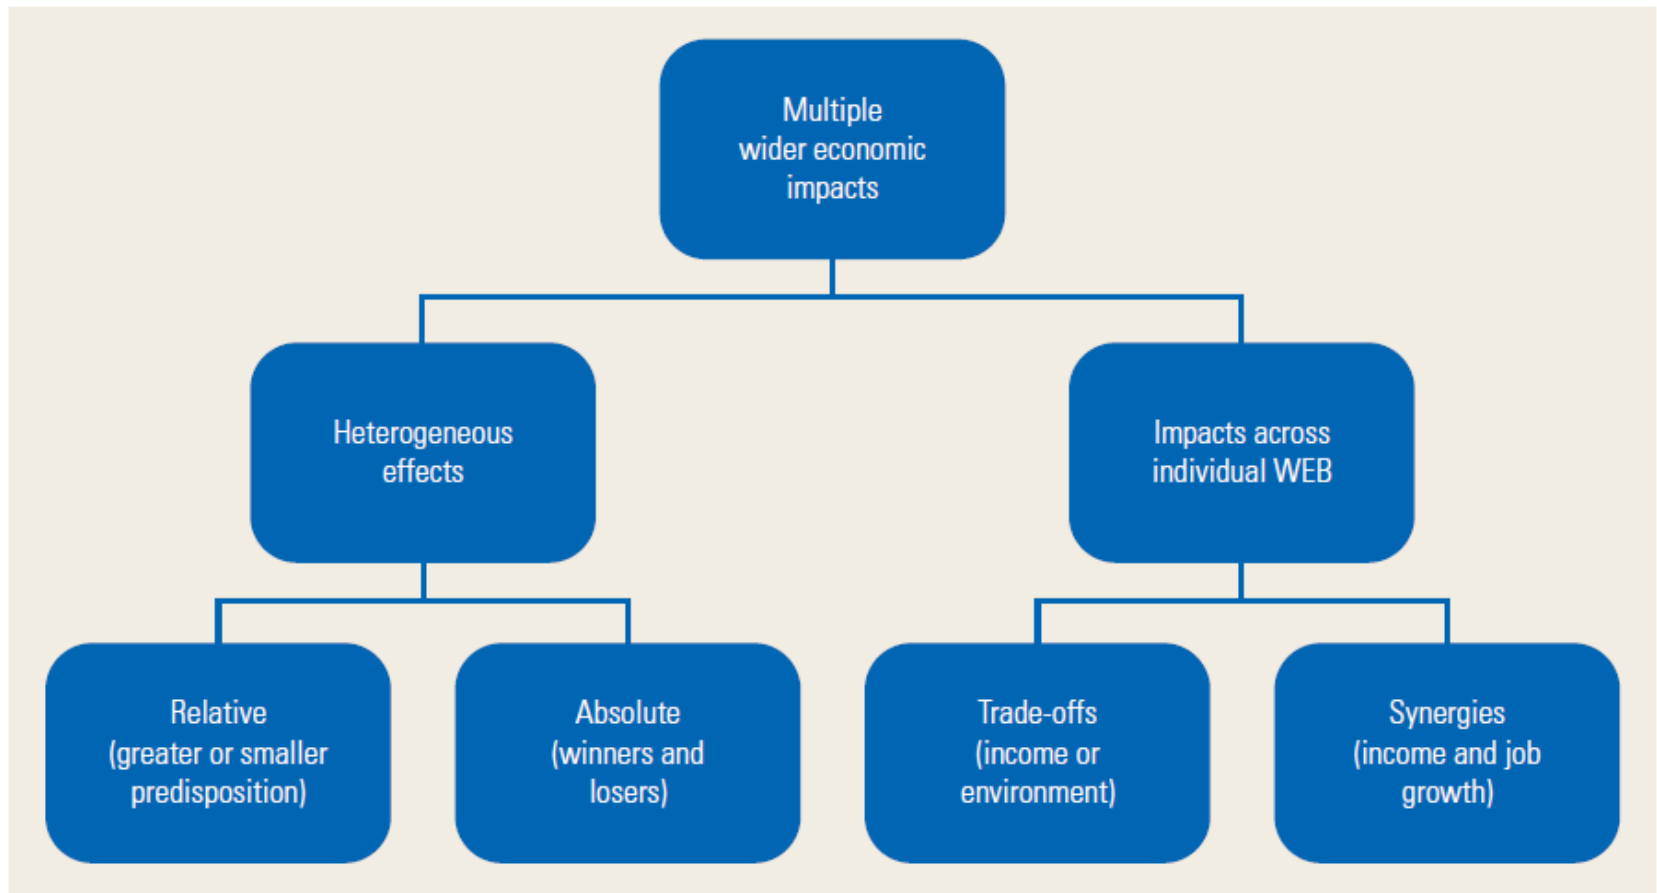 Multiple
wider economic
impacts
Heterogeneous
effects
Impacts across
individual WEB
Relative
(greater or smaller
predisposition)
Absolute
(winners and
losers)
Trade-offs
(income or
environment)
Synergies
(income and job
growth)